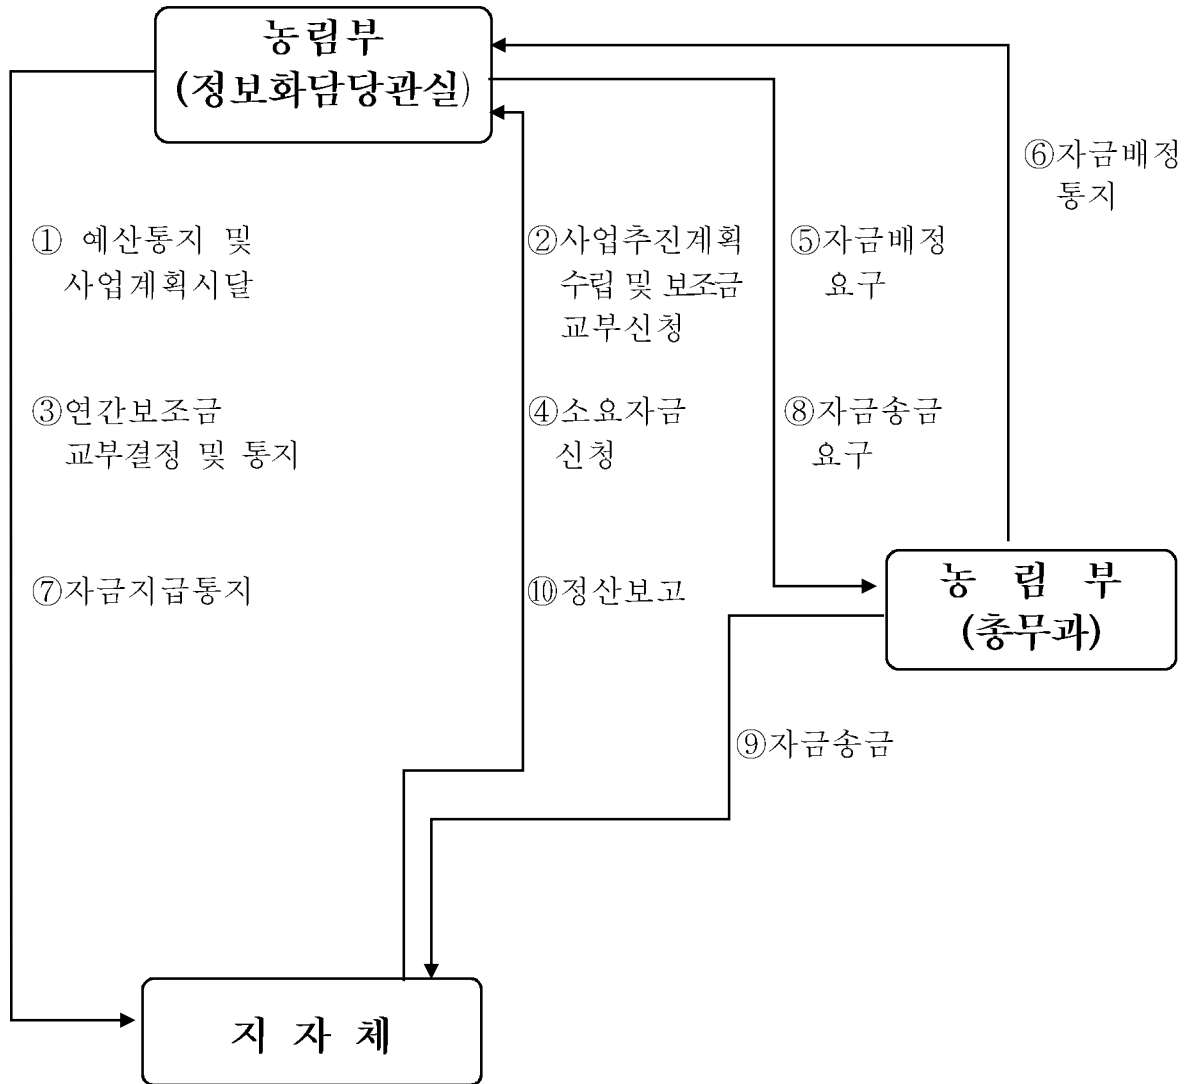 농림부
(정보화담당관실)
⑥자금배정
통지
① 예산통지 및
사업계획시달
②사업추진계획
수립 및 보조금
교부신청
⑤자금배정
요구
③연간보조금
교부결정 및 통지
④소요자금
신청
⑧자금송금
요구
⑦자금지급통지
⑩정산보고
농 림 부
(총무과)
⑨자금송금
지 자 체